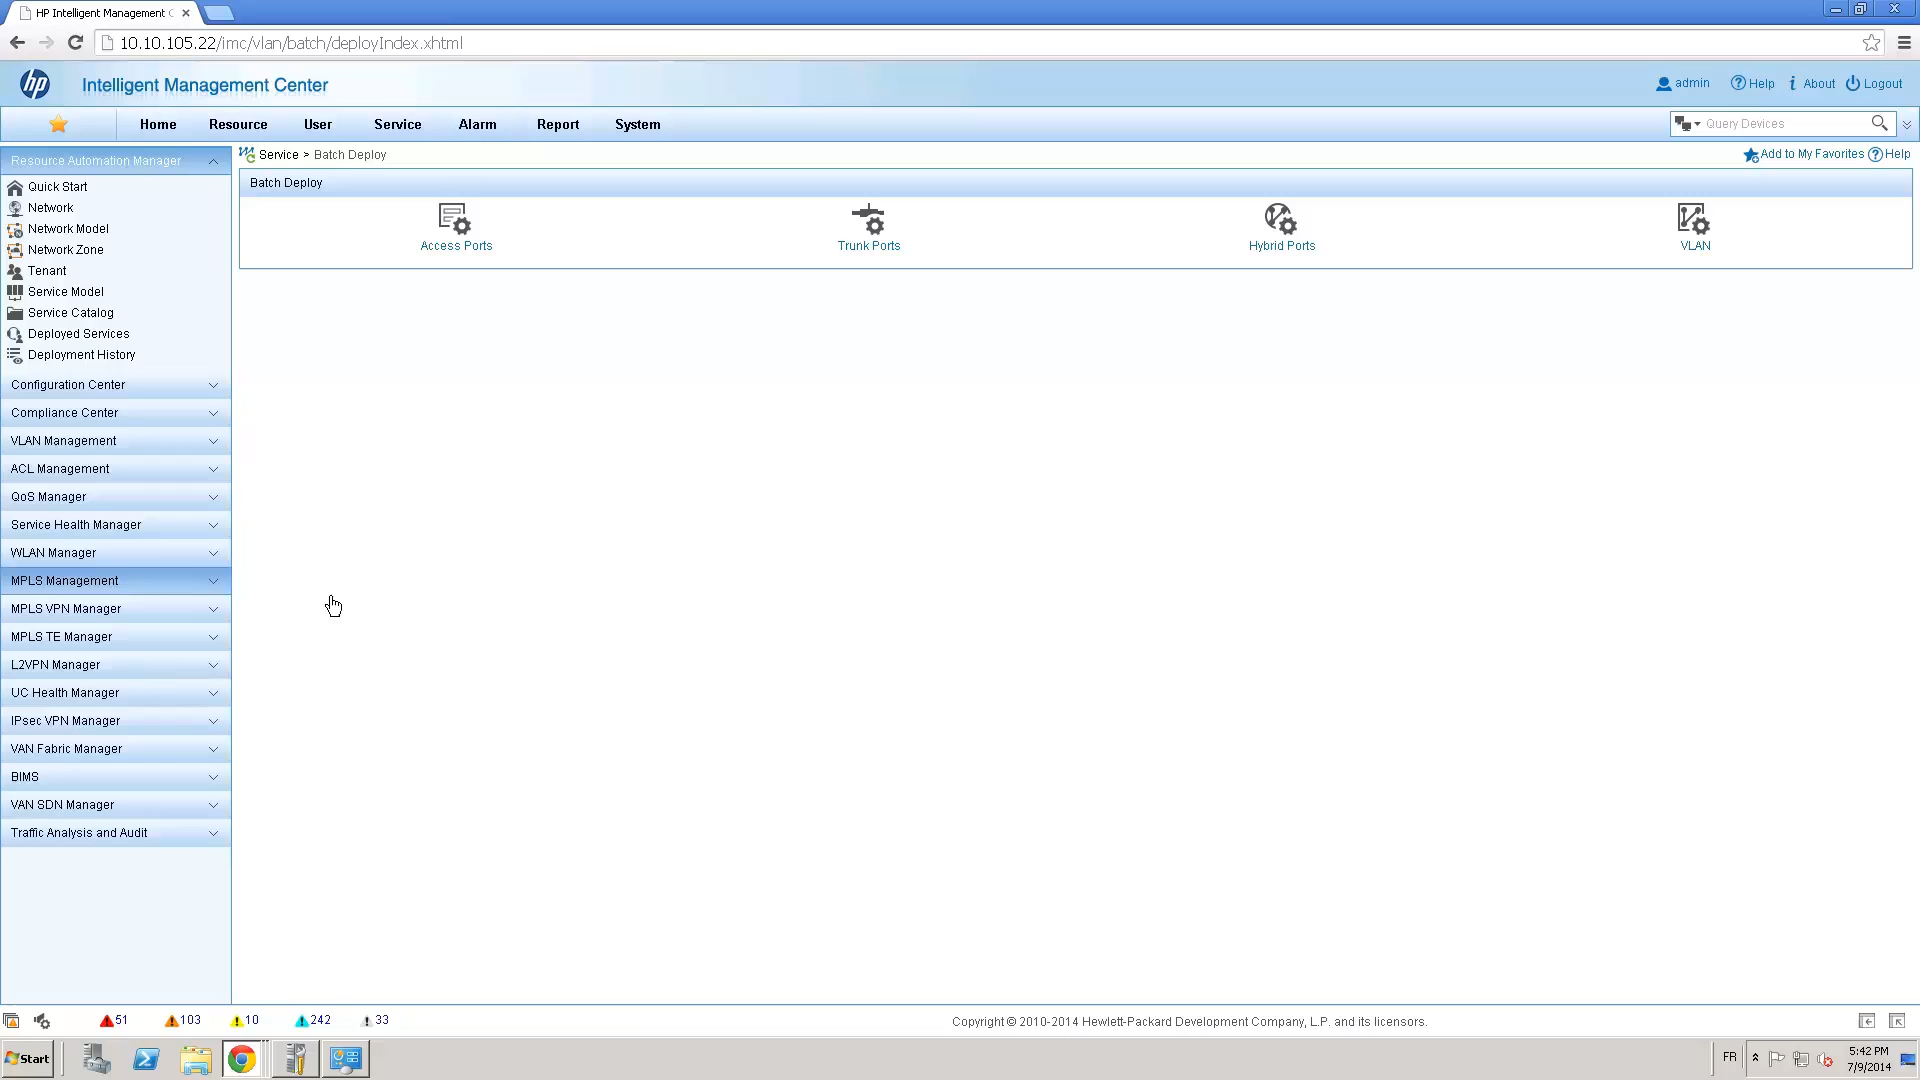 HP Intelligent Management C
10.10.105.22/imc/vlan/batch/deployIndex.xhtml
hp Intelligent Management Center
admin Help About Logout
Home Resource User Service Alarm Report System Query Devices
Resource Automation Manager
Service > Batch Deploy
Add to My Favorites Help
Batch Deploy
Access Ports Trunk Ports Hybrid Ports VLAN
Quick Start
Network
Network Model
Network Zone
Tenant
Service Model
Service Catalog
Deployed Services
Deployment History
Configuration Center
Compliance Center
VLAN Management
ACL Management
QoS Manager
Service Health Manager
WLAN Manager
MPLS Management
MPLS VPN Manager
MPLS TE Manager
L2VPN Manager
UC Health Manager
IPsec VPN Manager
VAN Fabric Manager
BIMS
VAN SDN Manager
Traffic Analysis and Audit
51 103 10 242 33
Copyright © 2010-2014 Hewlett-Packard Development Company, L.P. and its licensors.
Start
FR
5:42 PM
7/9/2014